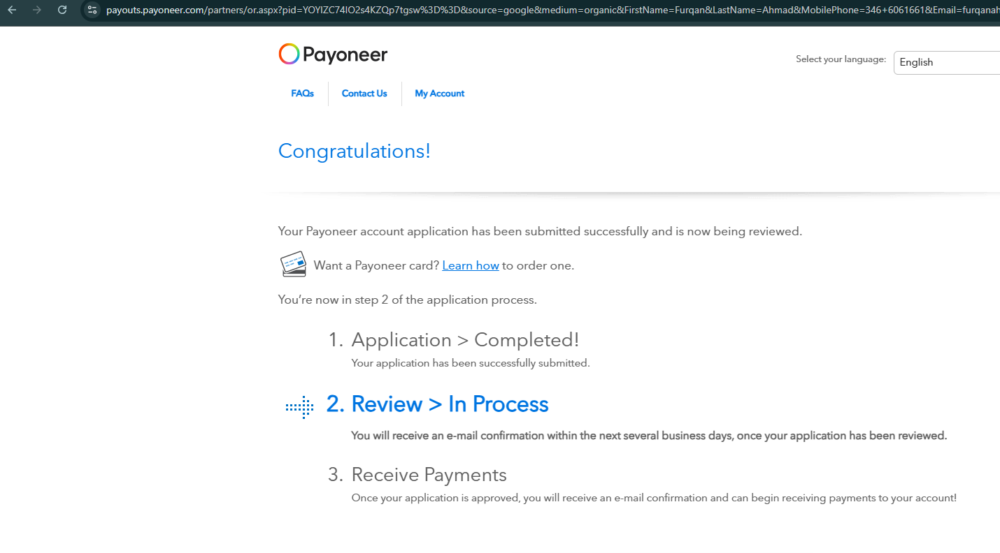 payouts.payoneer.com/partners/or.aspx?pid=YOYIZC74IO2s4KZQp7tgsw%3D%3D&source=google&medium=organic&FirstName=Furqan&LastName=Ahmad&MobilePhone=346+6061661&Email=furqanah
Payoneer
Select your language: English
FAQs Contact Us My Account
Congratulations!
Your Payoneer account application has been submitted successfully and is now being reviewed.
Want a Payoneer card? Learn how to order one.
You’re now in step 2 of the application process.
1. Application > Completed!
Your application has been successfully submitted.
2. Review > In Process
You will receive an e-mail confirmation within the next several business days, once your application has been reviewed.
3. Receive Payments
Once your application is approved, you will receive an e-mail confirmation and can begin receiving payments to your account!